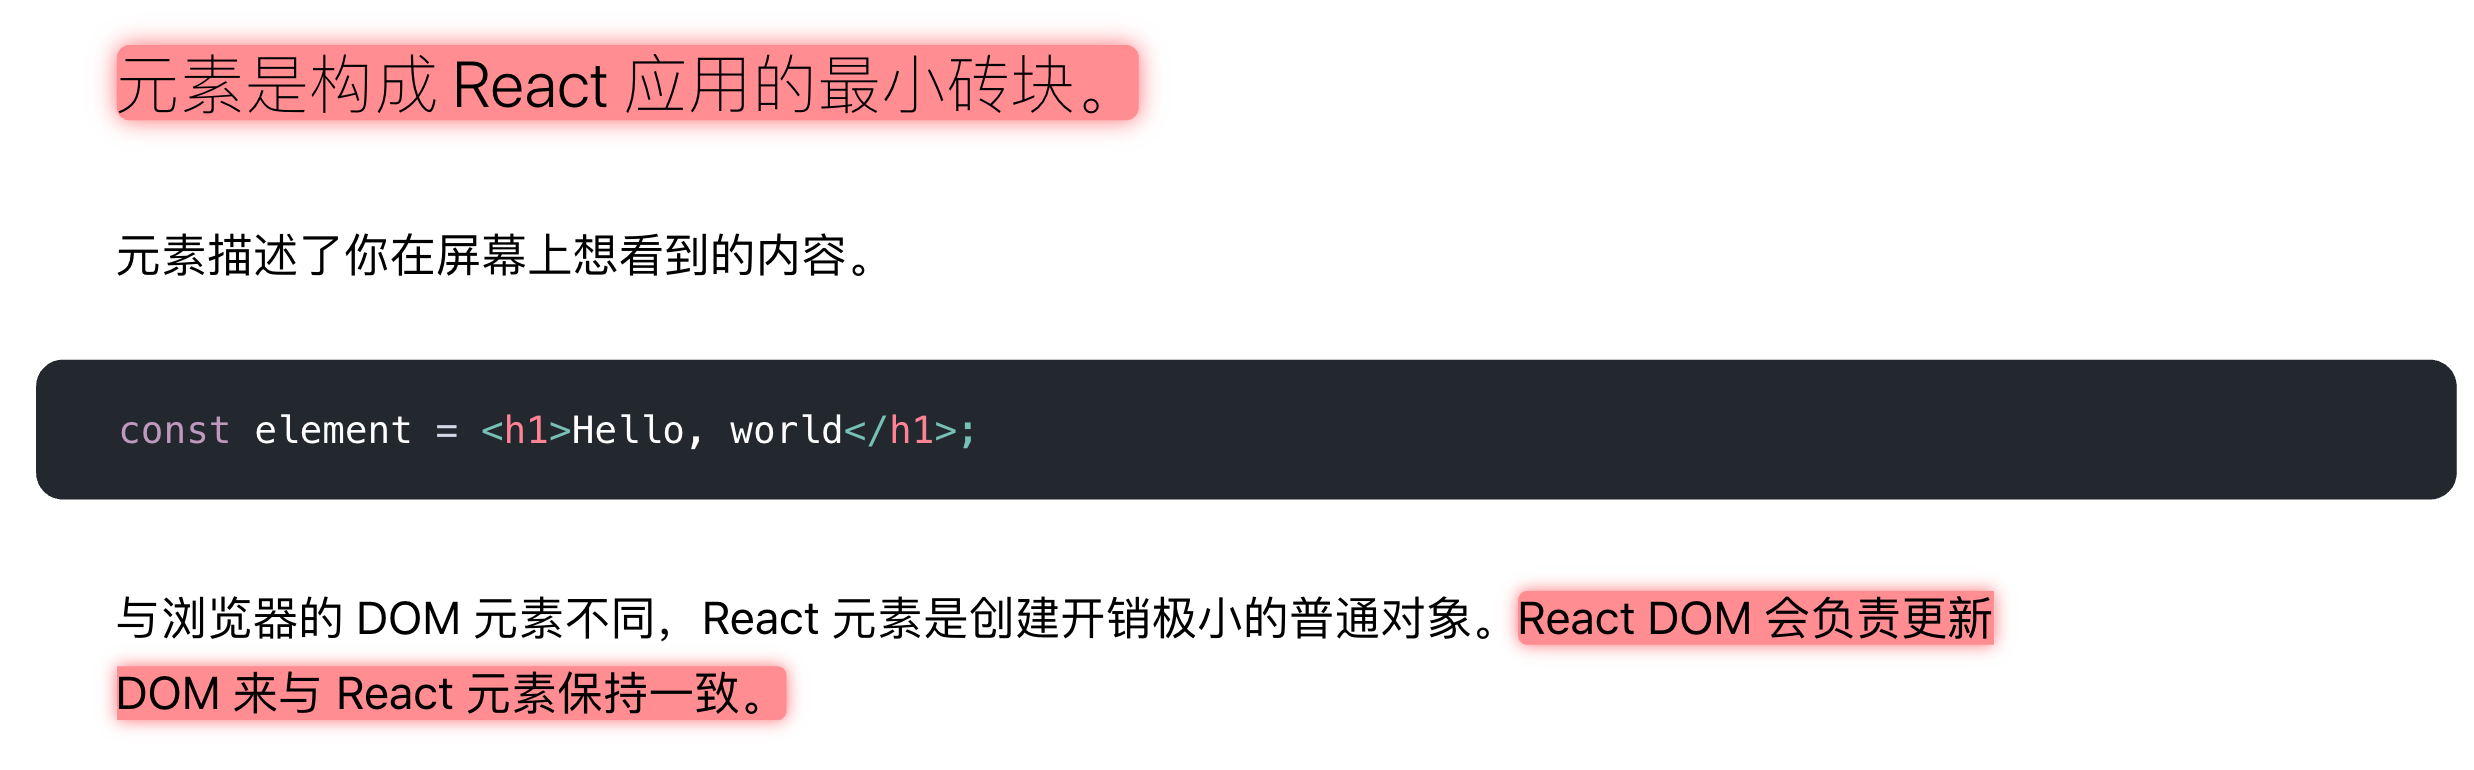 元素是构成 React 应用的最小砖块。
元素描述了你在屏幕上想看到的内容。
const element = <h1>Hello, world</h1>;
与浏览器的 DOM 元素不同，React 元素是创建开销极小的普通对象。React DOM 会负责更新
DOM 来与 React 元素保持一致。